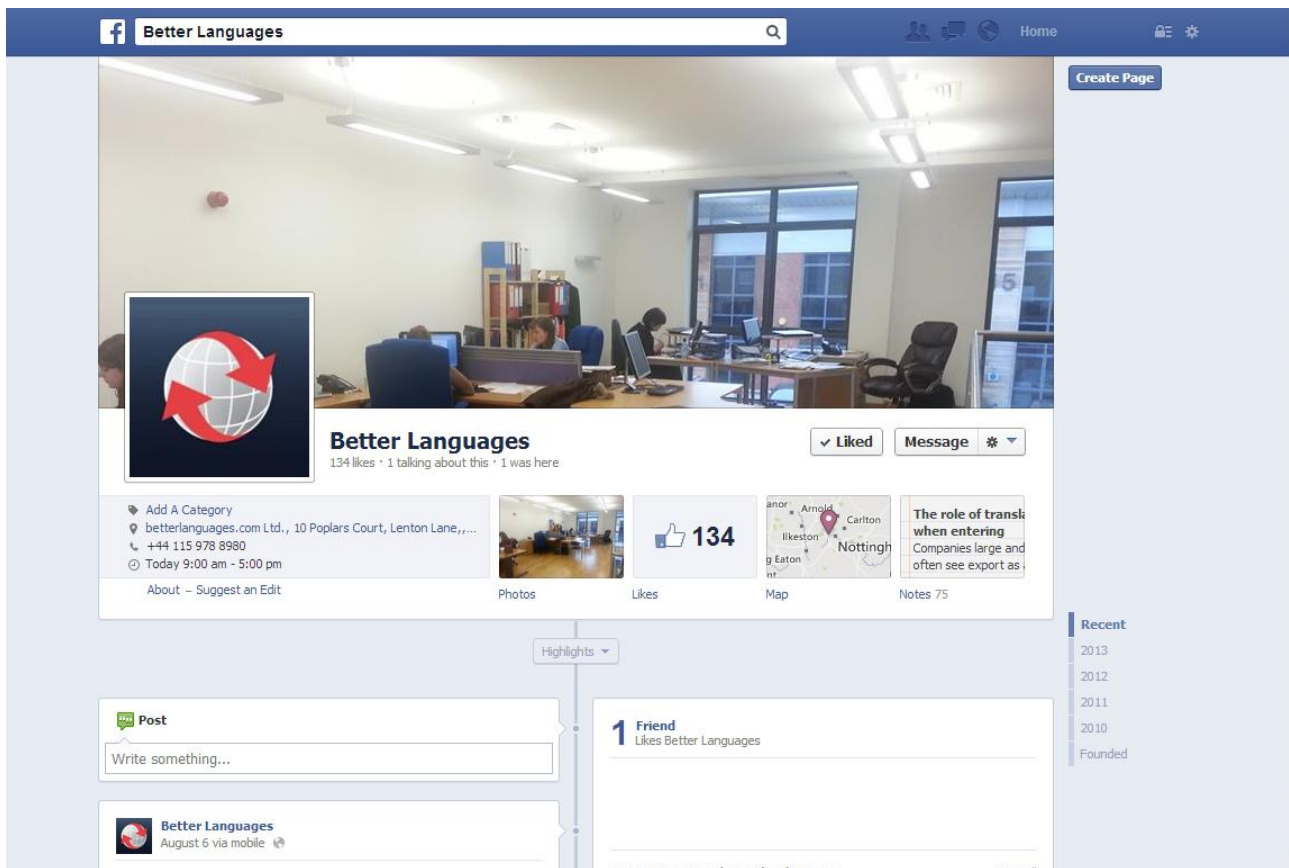 Better Languages
Home
Create Page
Better Languages
134 likes · 1 talking about this · 1 was here
Liked
Message
Add A Category
betterlanguages.com Ltd., 10 Poplars Court, Lenton Lane,,...
+44 115 978 8980
Today 9:00 am - 5:00 pm
About – Suggest an Edit
Photos
134
Likes
Arnold
Carlton
Ilkeston
Nottingh
g Eaton
Map
The role of transla
when entering
Companies large and
often see export as
Notes 75
Highlights
Recent
2013
2012
2011
2010
Founded
Post
Write something...
Better Languages
August 6 via mobile
1 Friend
Likes Better Languages